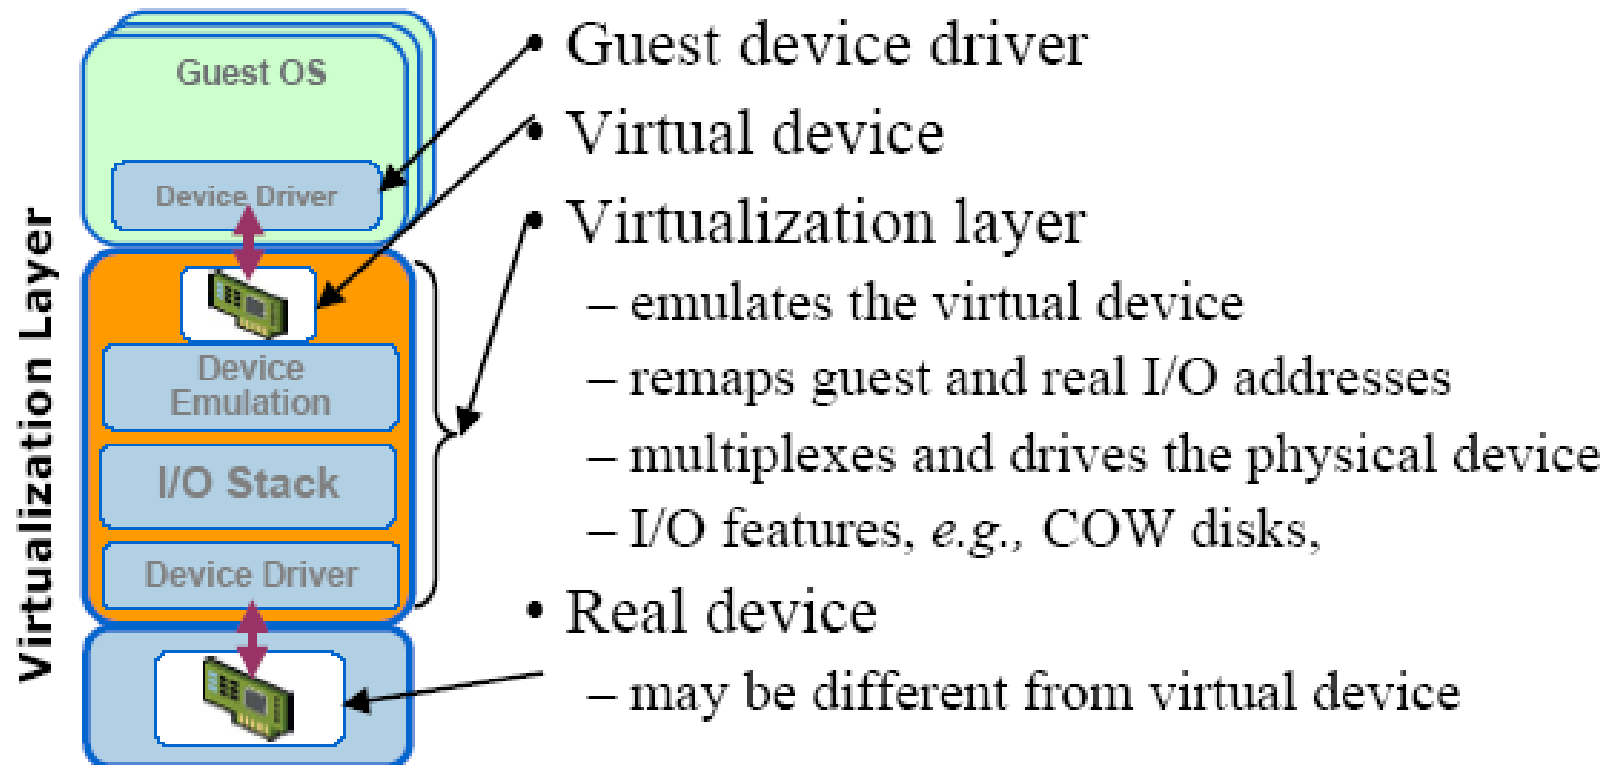 Guest OS
Device Driver
Virtualization Layer
Device
Emulation
I/O Stack
Device Driver
• Guest device driver
• Virtual device
• Virtualization layer
– emulates the virtual device
– remaps guest and real I/O addresses
– multiplexes and drives the physical device
– I/O features, e.g., COW disks,
• Real device
– may be different from virtual device